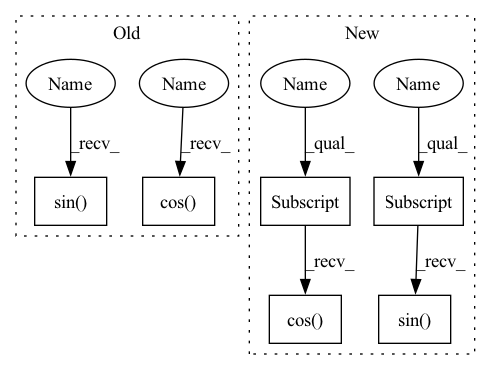 Old
New
Name
Name
Name
Name
_recv_
_recv_
_qual_
_qual_
sin()
cos()
Subscript
Subscript
_recv_
_recv_
cos()
sin()